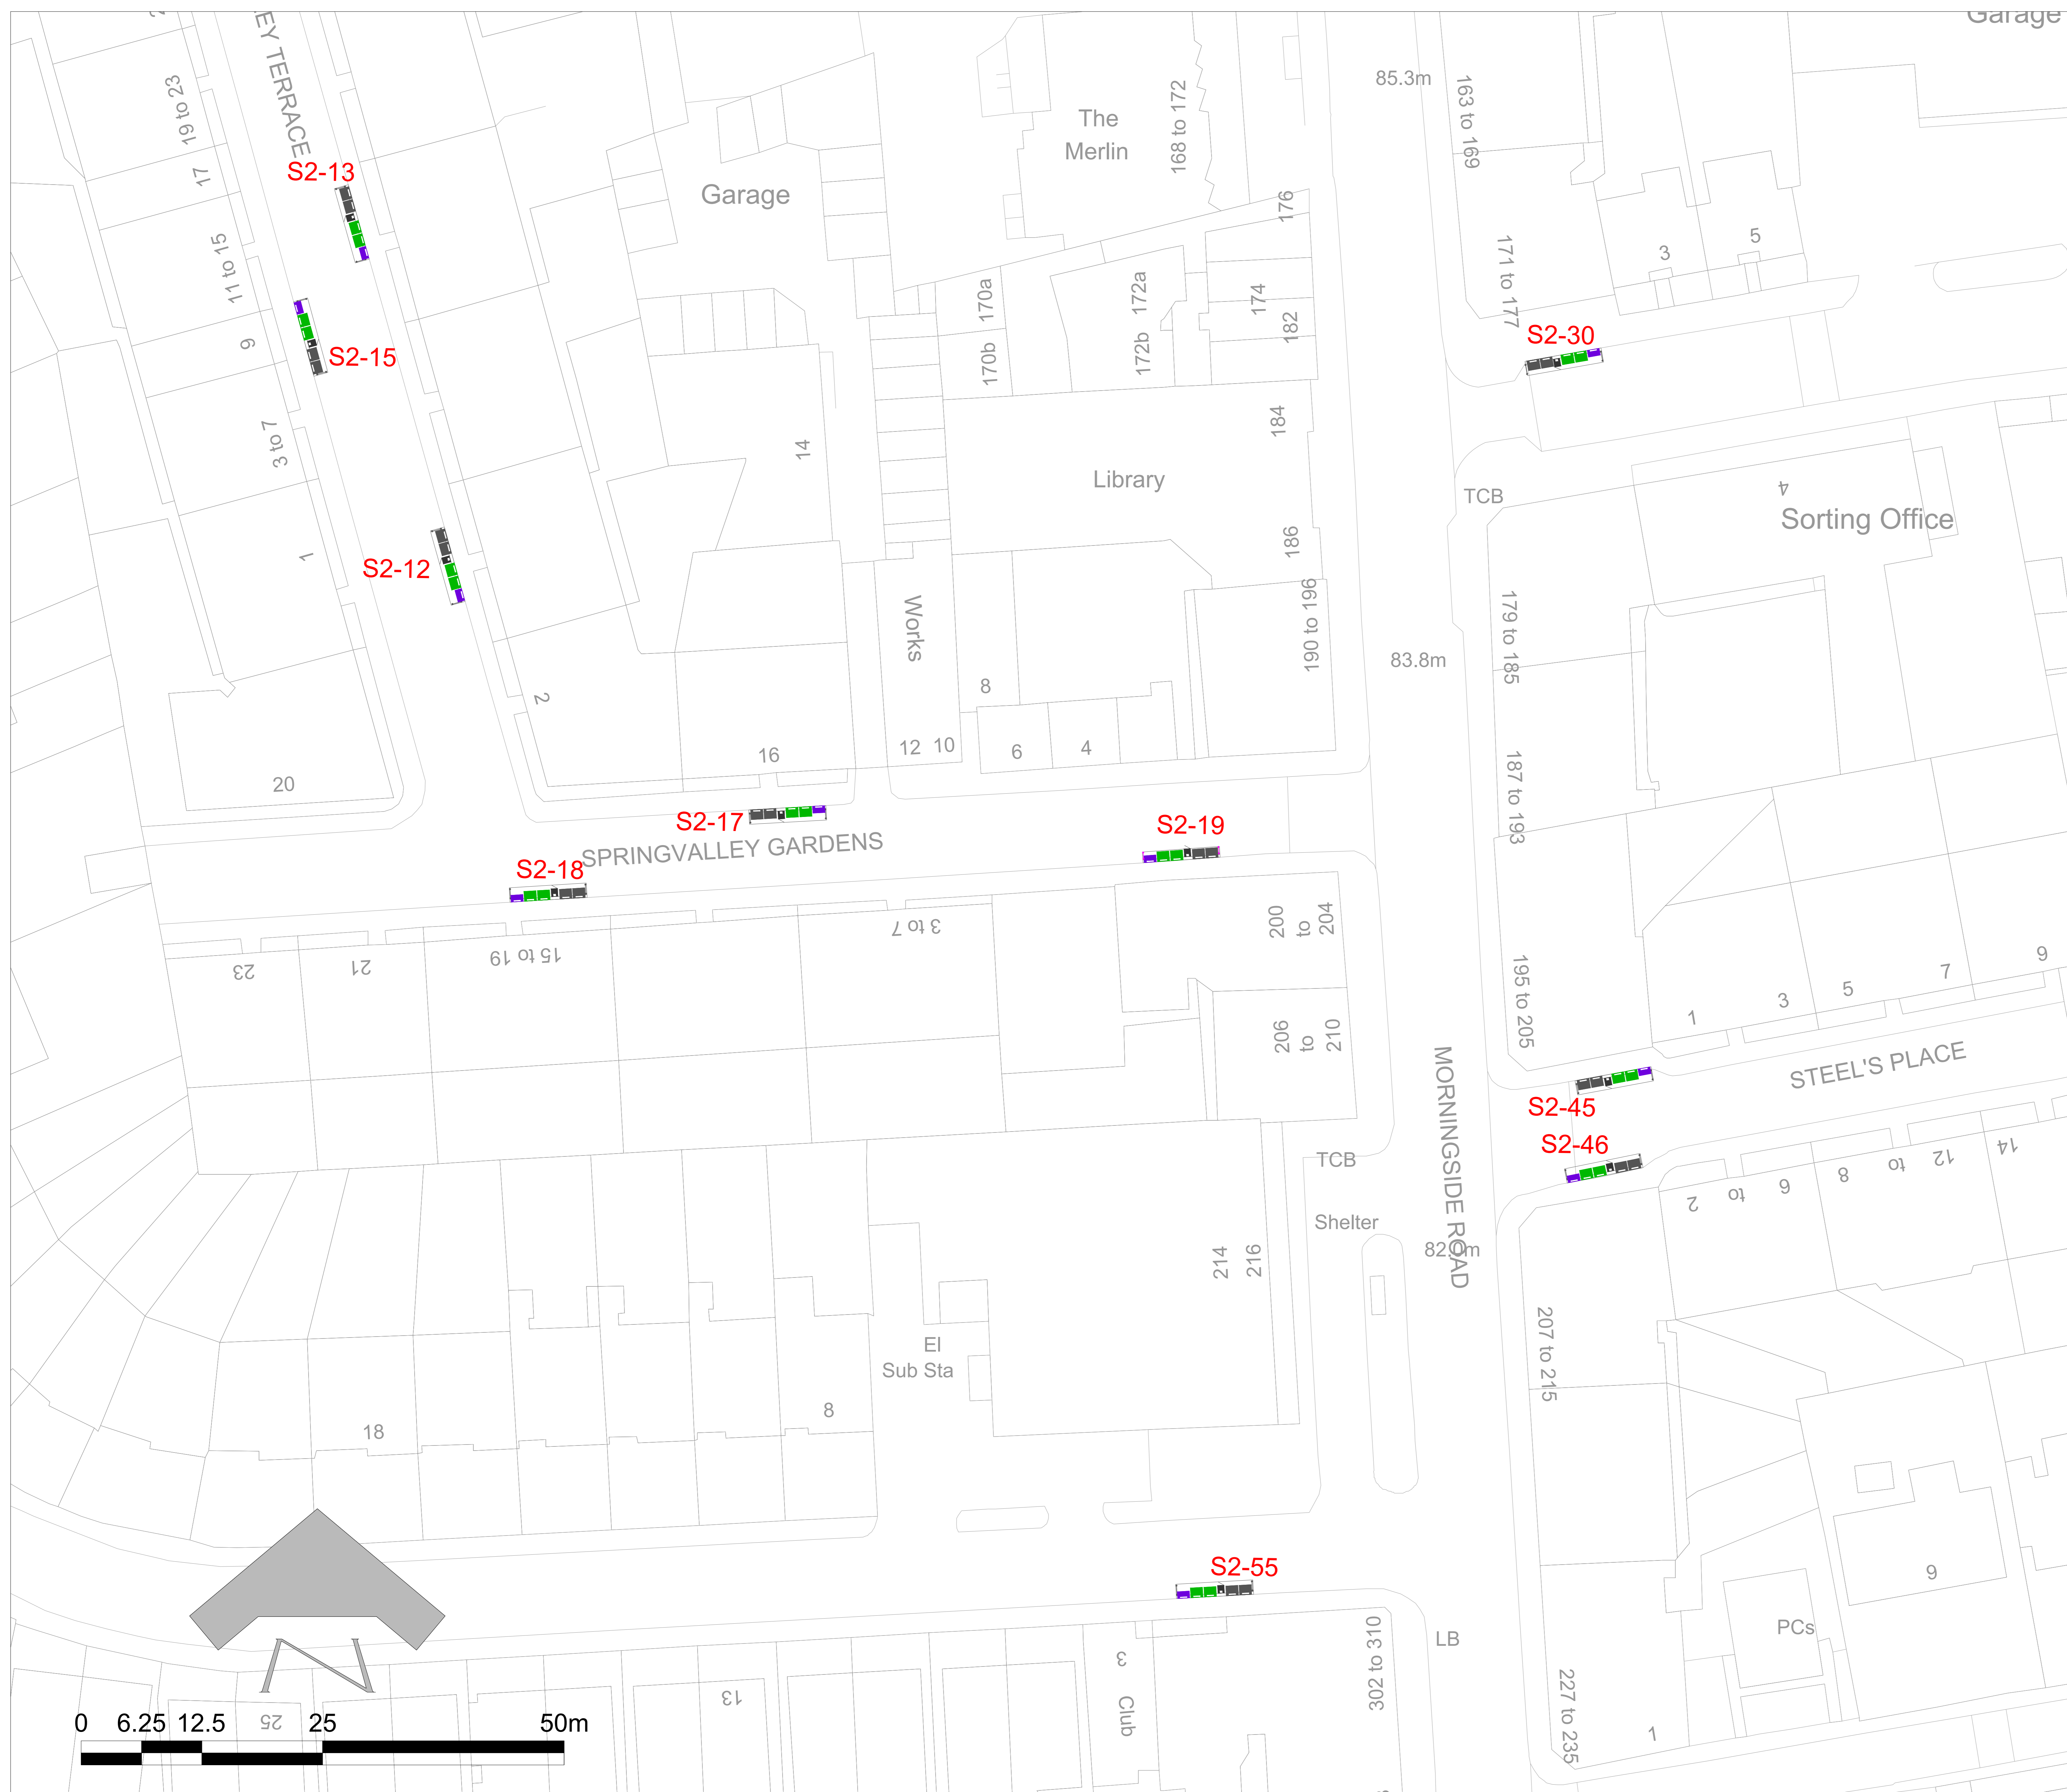 EY TERRACE
Garage
19 to 23
17
S2-13
11 to 15
S2-15
9
3 to 7
S2-12
1
20
2
Garage
14
16
The
Merlin
168 to 172
176
170a
170b
172a
172b
174
182
184
Library
186
190 to 196
Works
8
12
10
6
4
85.3m
163 to 169
171 to 177
3
5
S2-30
TCB
4
Sorting Office
83.8m
179 to 185
187 to 193
195 to 205
S2-17
SPRINGVALLEY GARDENS
S2-19
S2-18
23
21
15 to 19
3 to 7
200
to
204
206
to
210
1
3
5
7
9
STEEL'S PLACE
S2-45
S2-46
2
to
6
8
to
12
14
MORNINGSIDE ROAD
TCB
Shelter
82.0m
214
216
207 to 215
El
Sub Sta
18
8
S2-55
LB
302 to 310
3
Club
13
25
9
PCs
1
227 to 235
N
0
6.25
12.5
25
50m